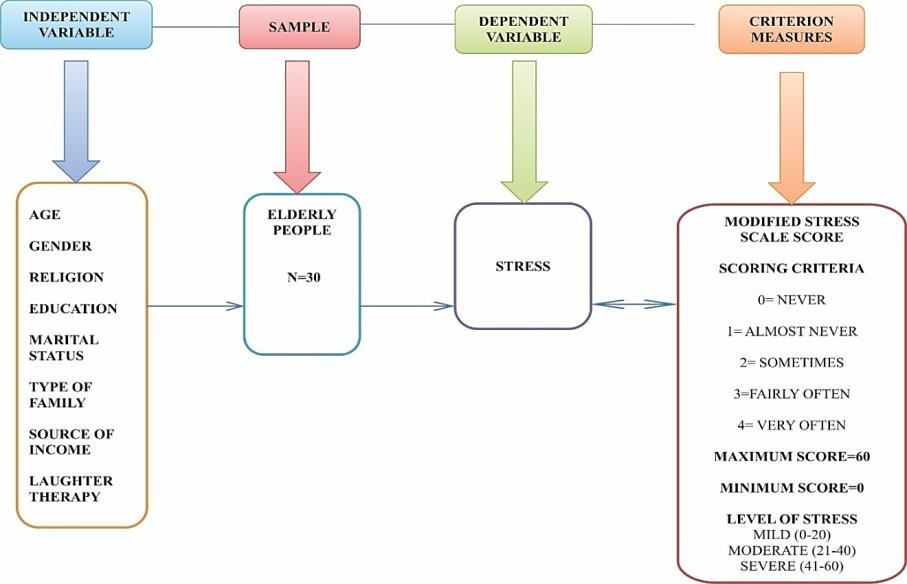 INDEPENDENT
VARIABLE
SAMPLE
DEPENDENT
VARIABLE
CRITERION
MEASURES
AGE
GENDER
RELIGION
EDUCATION
MARITAL
STATUS
TYPE OF
FAMILY
SOURCE OF
INCOME
LAUGHTER
THERAPY
ELDERLY
PEOPLE
N=30
STRESS
MODIFIED STRESS
SCALE SCORE
SCORING CRITERIA
0= NEVER
1= ALMOST NEVER
2= SOMETIMES
3=FAIRLY OFTEN
4= VERY OFTEN
MAXIMUM SCORE=60
MINIMUM SCORE=0
LEVEL OF STRESS
MILD (0-20)
MODERATE (21-40)
SEVERE (41-60)